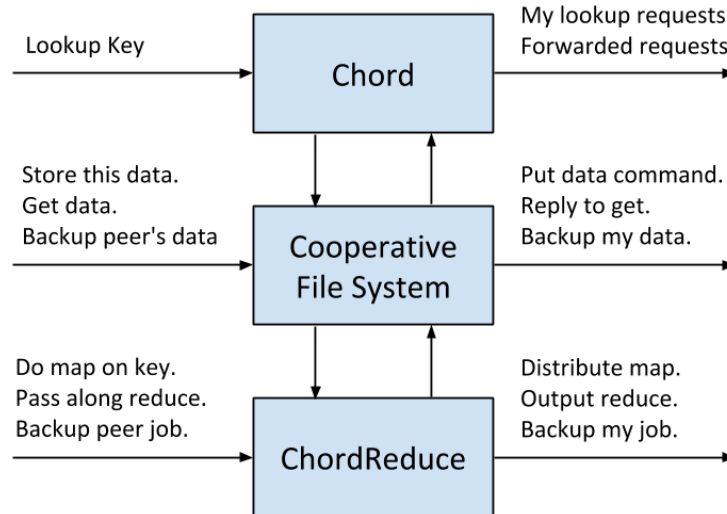 Lookup Key
Chord
My lookup requests
Forwarded requests
Store this data.
Get data.
Backup peer's data
Cooperative
File System
Put data command.
Reply to get.
Backup my data.
Do map on key.
Pass along reduce.
Backup peer job.
ChordReduce
Distribute map.
Output reduce.
Backup my job.